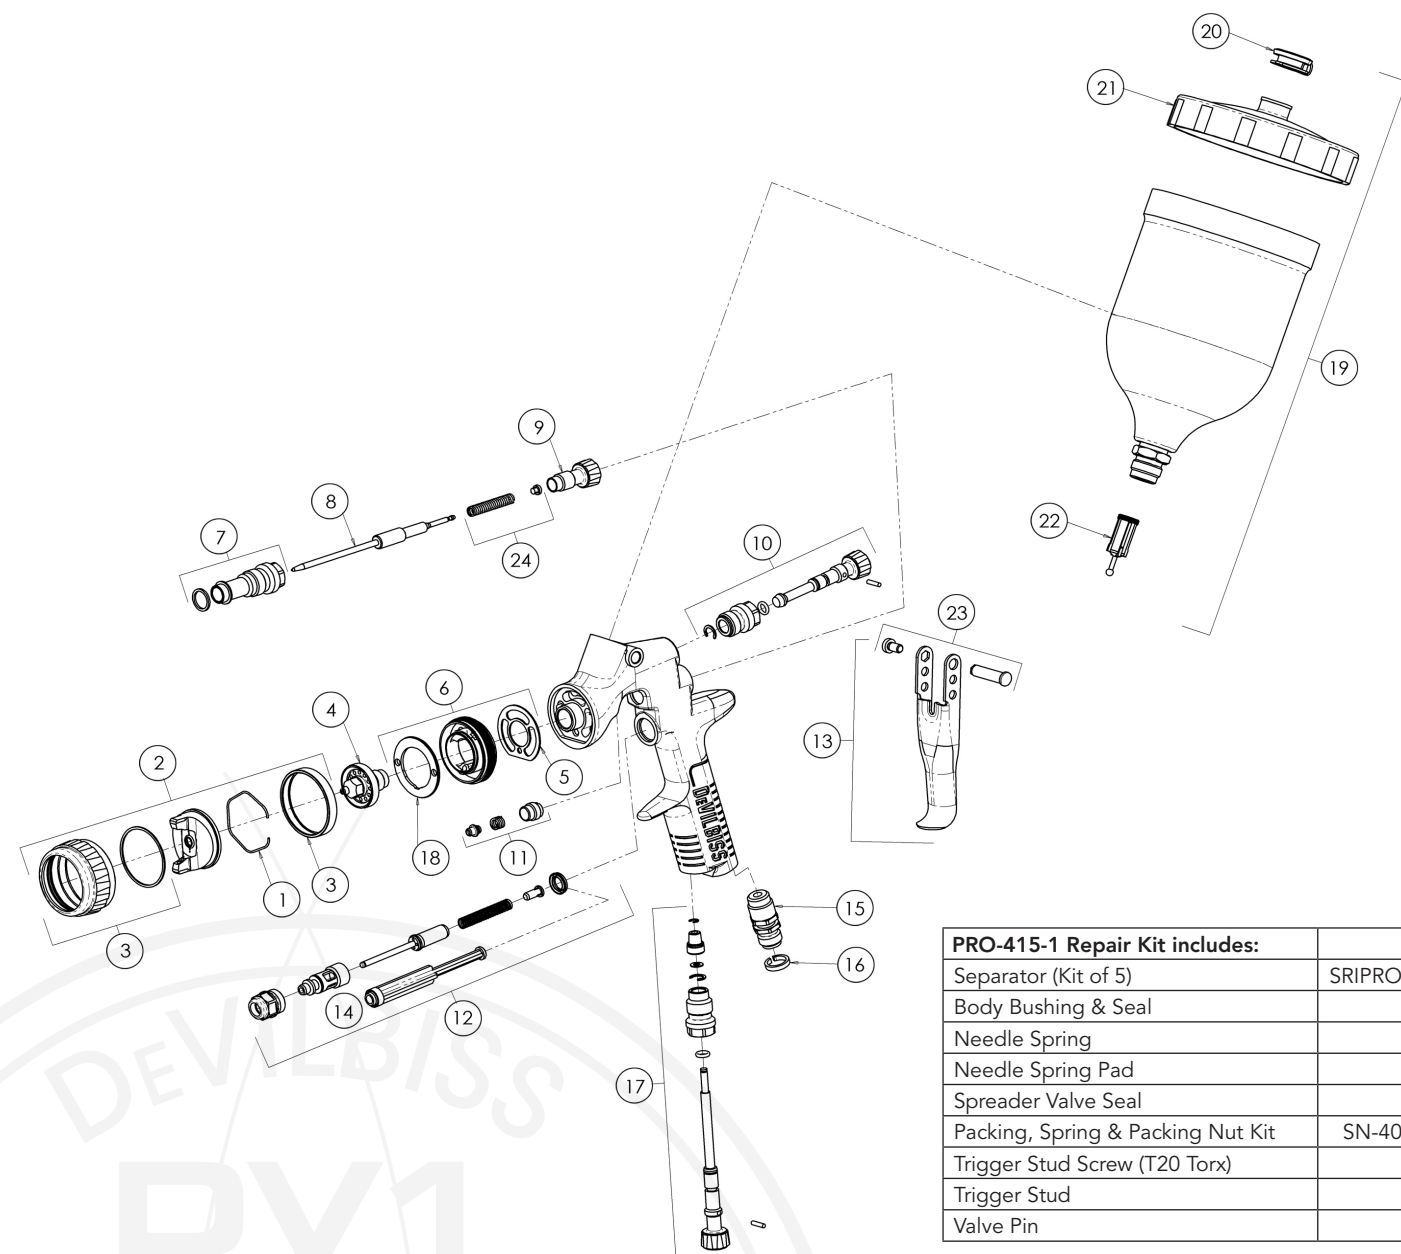 20
21
19
9
8
7
24
22
10
23
6
4
13
2
5
DEVILBISS
18
11
3
1
3
15
16
14
12
17
DEVILBISS
DV1
PRO-415-1 Repair Kit includes:
Separator (Kit of 5) SRIPRO
Body Bushing & Seal
Needle Spring
Needle Spring Pad
Spreader Valve Seal
Packing, Spring & Packing Nut Kit SN-40
Trigger Stud Screw (T20 Torx)
Trigger Stud
Valve Pin